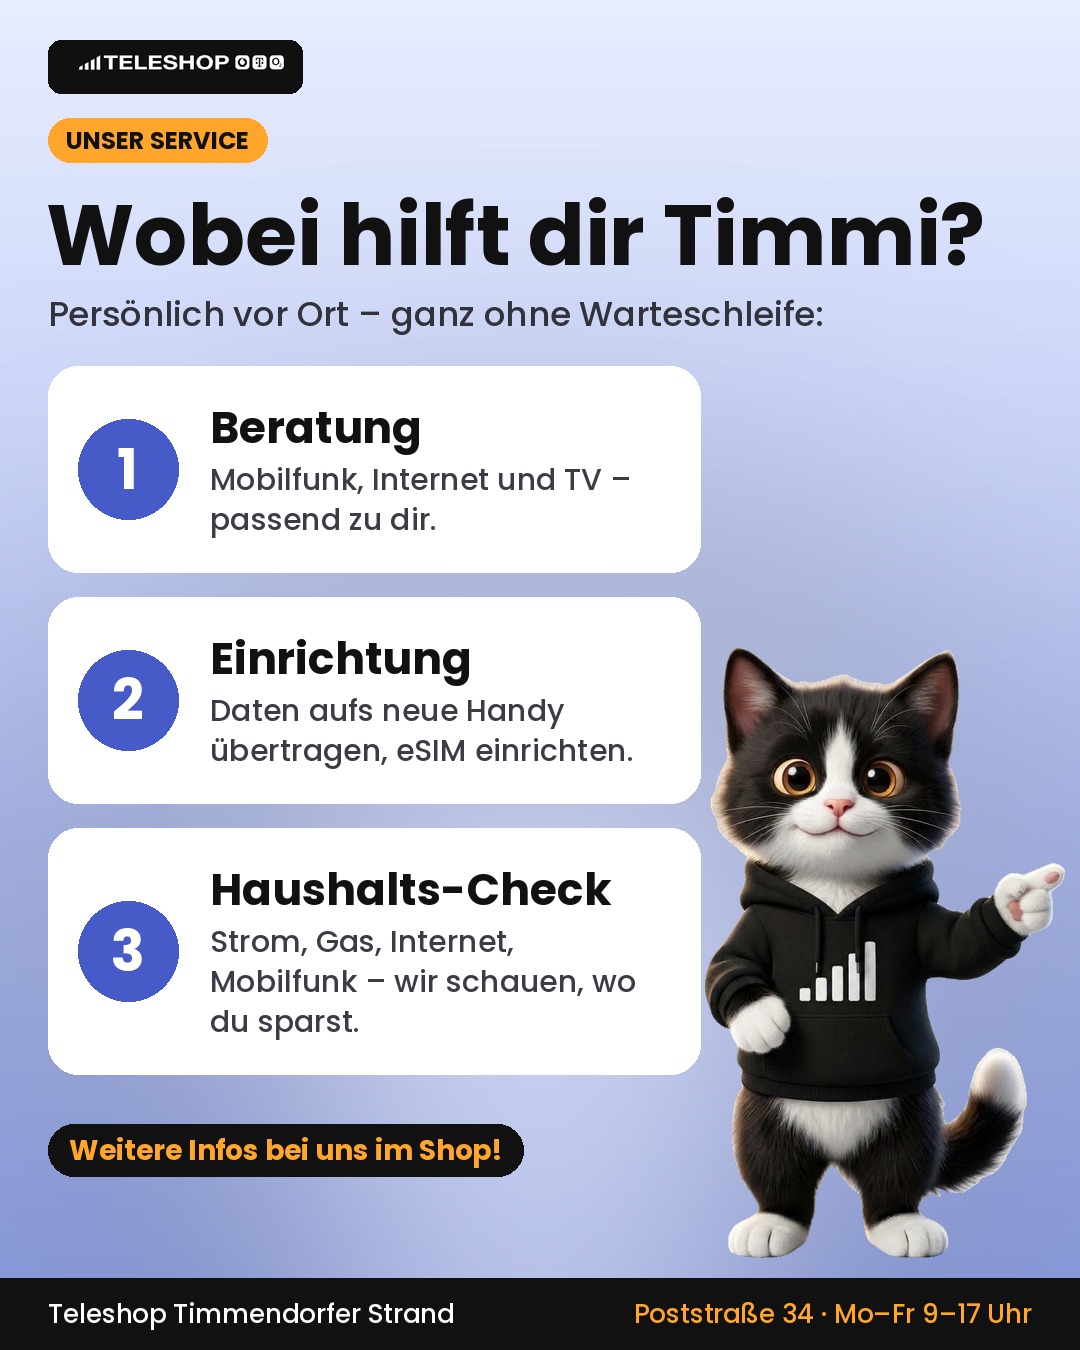 TELESHOP
UNSER SERVICE
Wobei hilft dir Timmi?
Persönlich vor Ort – ganz ohne Warteschleife:
1
Beratung
Mobilfunk, Internet und TV –
passend zu dir.
2
Einrichtung
Daten aufs neue Handy
übertragen, eSIM einrichten.
3
Haushalts-Check
Strom, Gas, Internet,
Mobilfunk – wir schauen, wo
du sparst.
Weitere Infos bei uns im Shop!
Teleshop Timmendorfer Strand
Poststraße 34 · Mo–Fr 9–17 Uhr